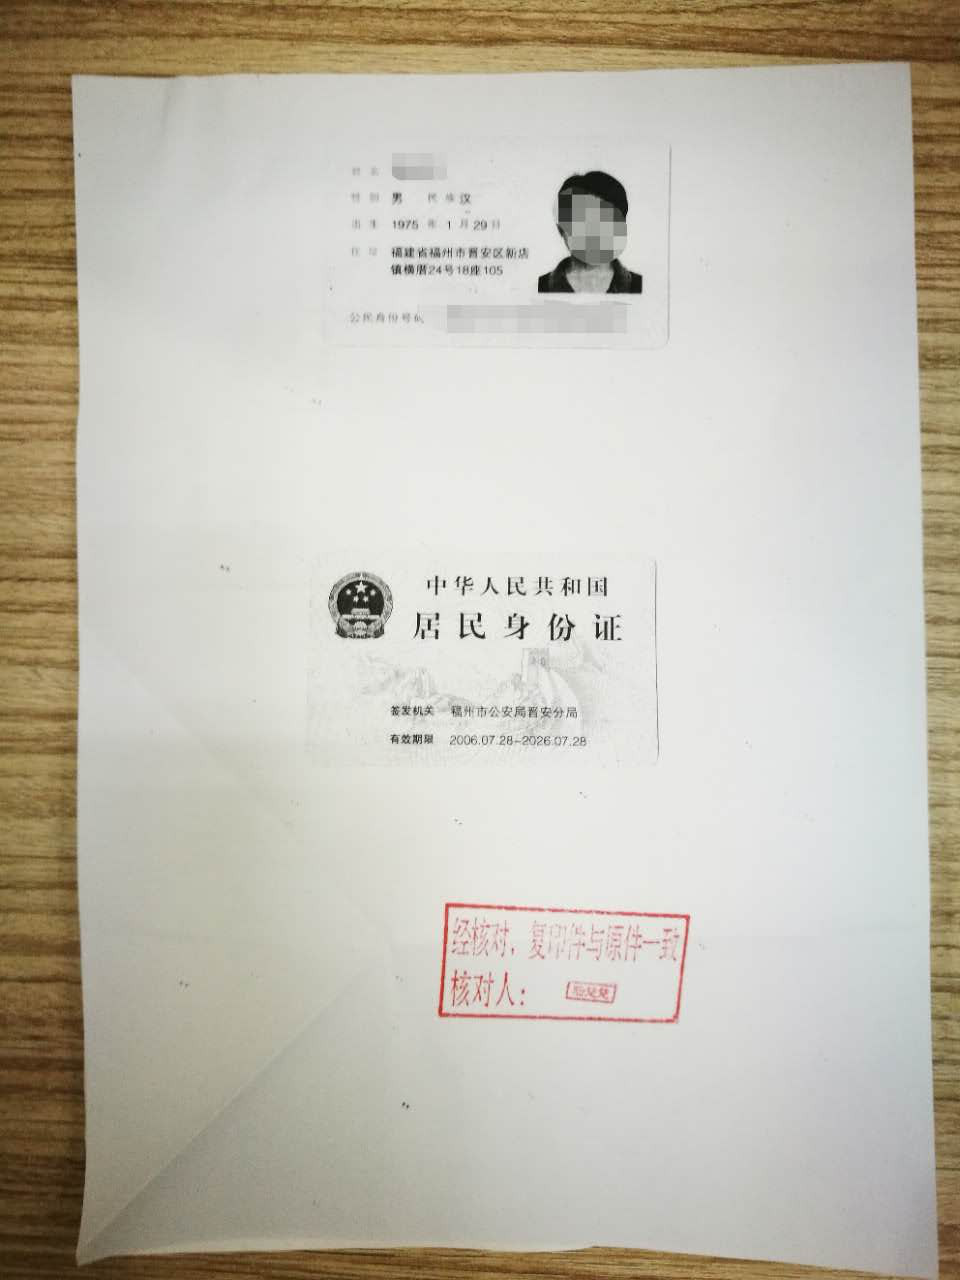 姓名
性别 男 民族 汉
出生 1975 年 1 月 29 日
住址 福建省福州市晋安区新店
镇横厝24号18座105
公民身份号码
中华人民共和国
居民身份证
签发机关 福州市公安局晋安分局
有效期限 2006.07.28-2026.07.28
经核对，复印件与原件一致
核对人：